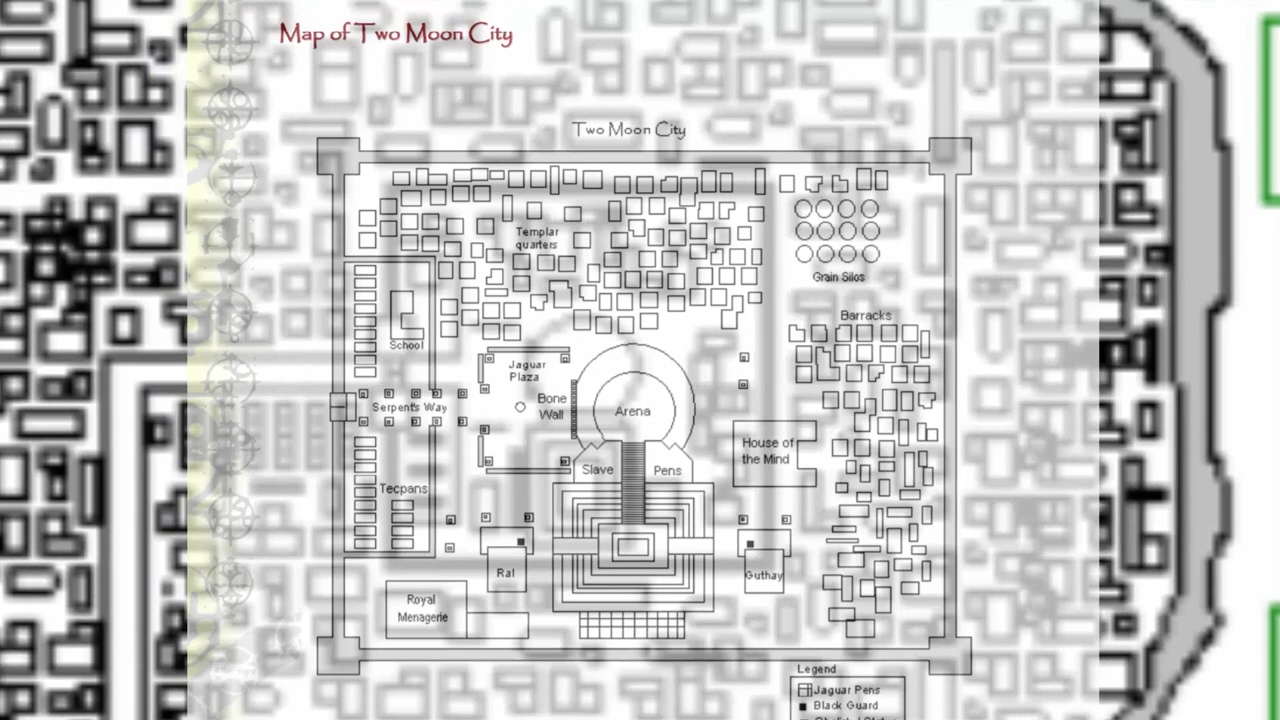 Map of Two Moon City
Two Moon City
Templar
quarters
Grain Silos
Barracks
School
Jaguar
Plaza
Bone
Wall
Serpent's Way
Arena
House of
the Mind
Slave
Pens
Tecpans
Ral
Guthay
Royal
Menagerie
Legend
Jaguar Pens
Black Guard